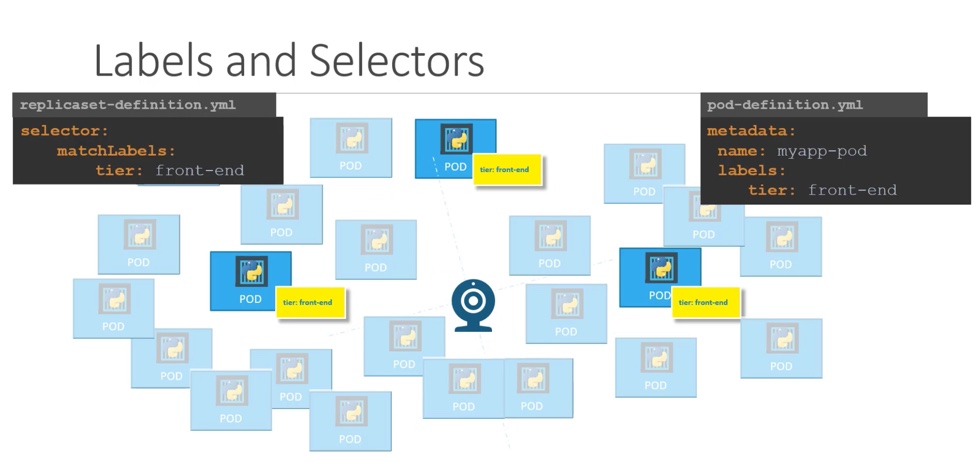 Labels and Selectors
replicaset-definition.yml
selector:
matchLabels:
tier: front-end
pod-definition.yml
metadata:
name: myapp-pod
labels:
tier: front-end
POD
POD
tier: front-end
POD
POD
POD
POD
POD
POD
POD
POD
tier: front-end
POD
tier: front-end
POD
POD
POD
POD
POD
POD
POD
POD
POD
POD
POD